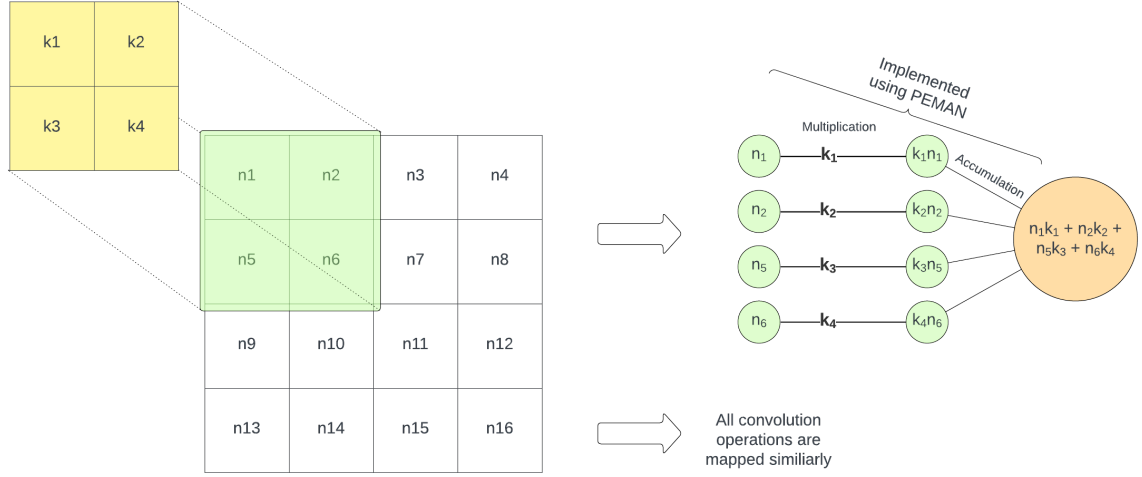 k1 k2
k3 k4
n1 n2 n3 n4
n5 n6 n7 n8
n9 n10 n11 n12
n13 n14 n15 n16
Implemented
using PEMAN
Multiplication
Accumulation
n₁ k₁ k₁n₁
n₂ k₂ k₂n₂
n₅ k₃ k₃n₅
n₆ k₄ k₄n₆
n₁k₁ + n₂k₂ +
n₅k₃ + n₆k₄
All convolution
operations are
mapped similiarly